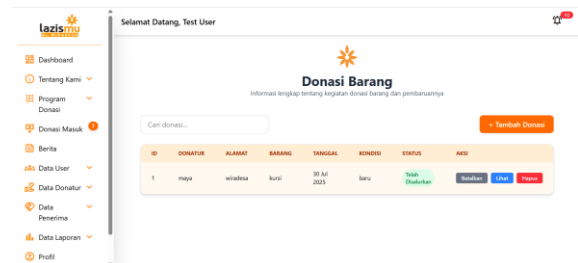 lazismu
Selamat Datang, Test User
Dashboard
Tentang Kami
Program
Donasi
Donasi Masuk
Berita
Data User
Data Donatur
Data
Penerima
Data Laporan
Profil
Donasi Barang
Informasi lengkap tentang kegiatan donasi barang dan pembaruannya
Cari donasi...
+ Tambah Donasi
ID DONATUR ALAMAT BARANG TANGGAL KONDISI STATUS AKSI
1 maya wiradesa kursi 30 Jul
2025 baru Telah
Disalurkan Batalkan Lihat Hapus